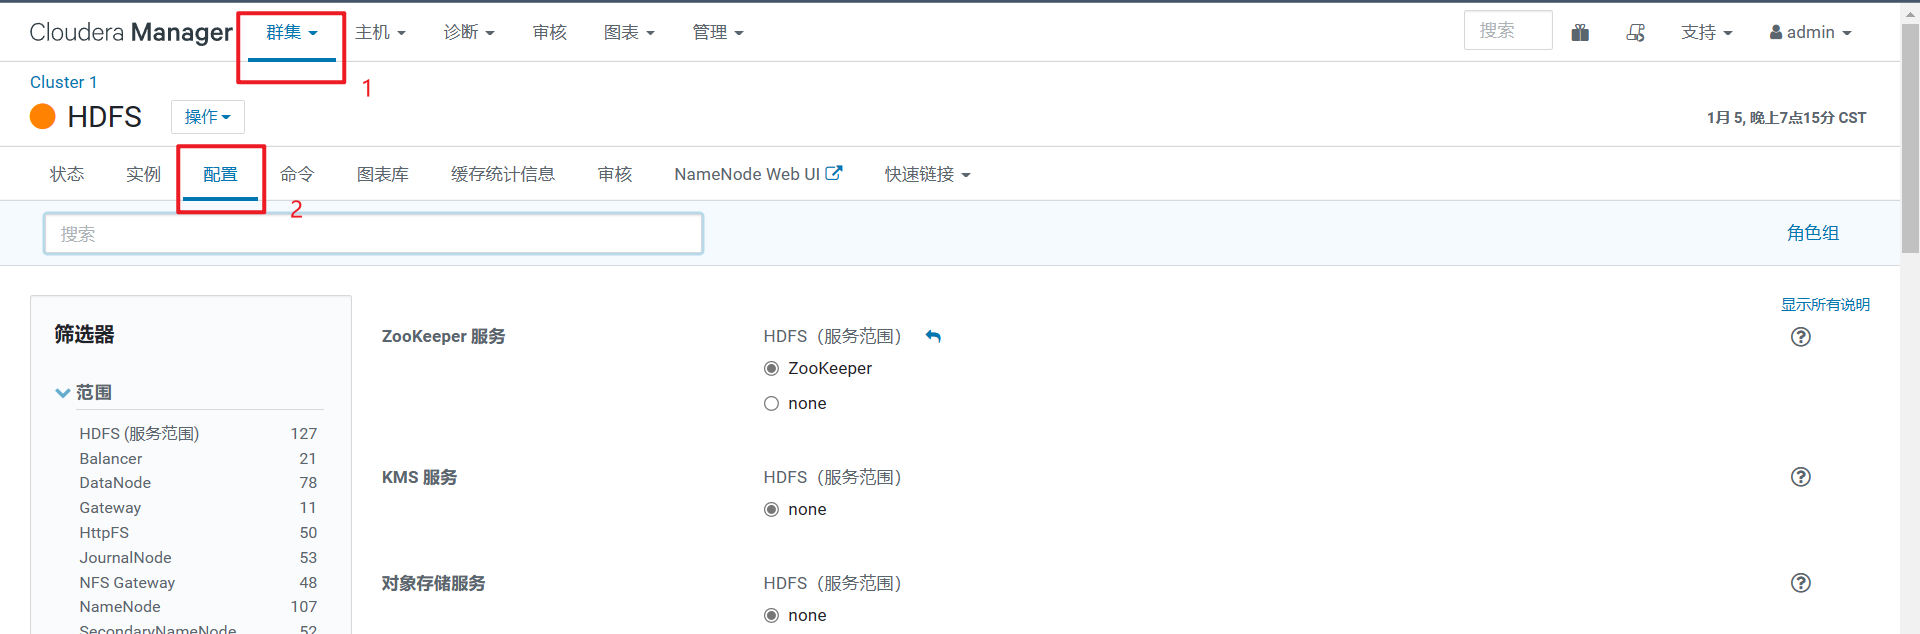 Cloudera Manager 群集 主机 诊断 审核 图表 管理 搜索 支持 admin
1
Cluster 1
HDFS 操作 1月 5, 晚上7点15分 CST
状态 实例 配置 命令 图表库 缓存统计信息 审核 NameNode Web UI 快速链接
2
搜索 角色组
显示所有说明
筛选器
ZooKeeper 服务 HDFS（服务范围）
ZooKeeper
none
范围
HDFS (服务范围) 127
Balancer 21
DataNode 78
Gateway 11
HttpFS 50
JournalNode 53
NFS Gateway 48
NameNode 107
SecondaryNameNode 52
KMS 服务 HDFS（服务范围）
none
对象存储服务 HDFS（服务范围）
none